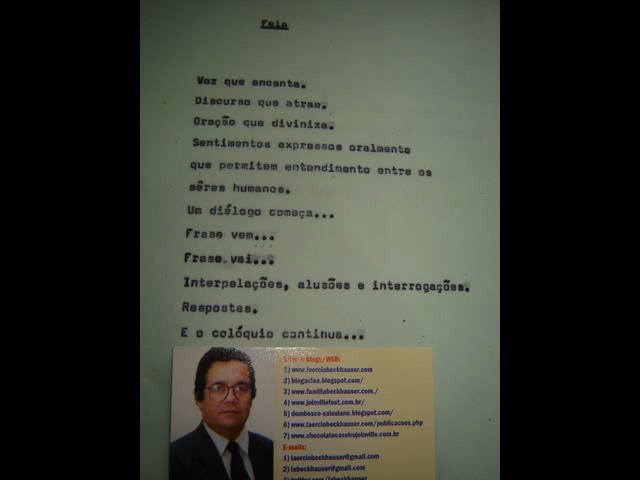 Fala
Voz que encanta.
Discurso que atrae.
Oração que diviniza.
Sentimentos expressos oralmente
que permitem entendimento entre os
sêres humanos.
Um diálogo começa...
Frase vem...
Frase vai...
Interpelações, alusões e interrogações.
Respostas.
E o colóquio continua...
Sites e blogs/WEB:
1) www.laerciobeckhauser.com
2) blogaclaa.blogspot.com/
3) www.familiabeckhauser.com./
4) www.joinvillefest.com.br/
5) dombosco-salesiano.blogspot.com/
6) www.laerciobeckhauser.com/publicacoes.php
7) www.chocolatecaseirojoinville.com.br
E-mails:
1) laerciobeckhauser@gmail.com
2) labeckhauser@gmail.com
3) twitter.com/labeckhauser